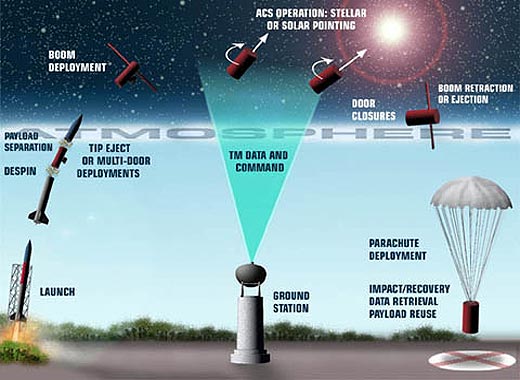 ACS OPERATION: STELLAR
OR SOLAR POINTING
BOOM
DEPLOYMENT
BOOM RETRACTION
OR EJECTION
DOOR
CLOSURES
ATMOSPHERE
PAYLOAD
SEPARATION
DESPIN
TIP EJECT
OR MULTI-DOOR
DEPLOYMENTS
TM DATA AND
COMMAND
PARACHUTE
DEPLOYMENT
LAUNCH
GROUND
STATION
IMPACT/RECOVERY
DATA RETRIEVAL
PAYLOAD REUSE